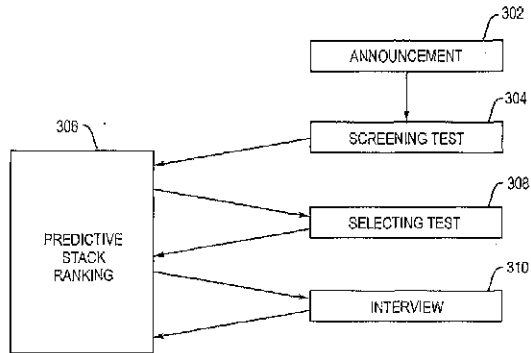 302
ANNOUNCEMENT
304
SCREENING TEST
306
PREDICTIVE
STACK
RANKING
308
SELECTING TEST
310
INTERVIEW